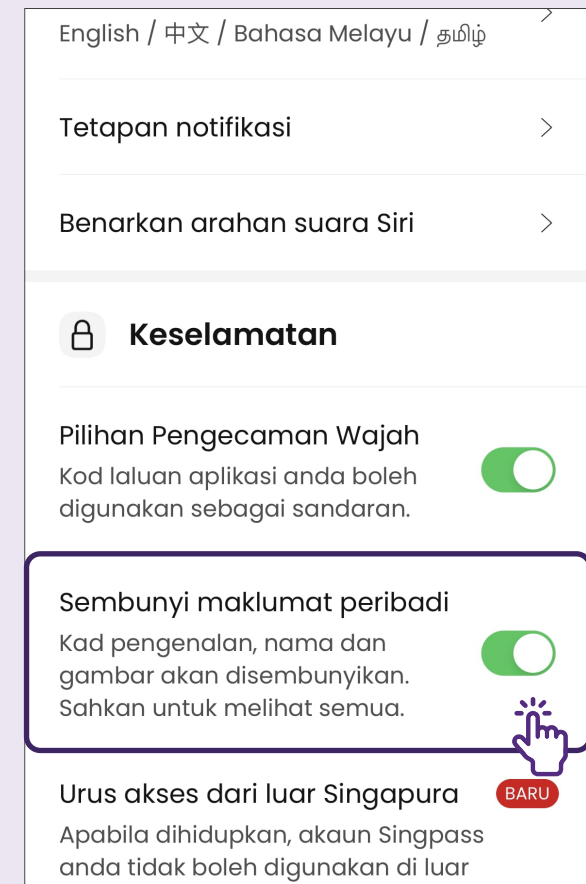 English / 中文 / Bahasa Melayu / தமிழ்
Tetapan notifikasi
Benarkan arahan suara Siri
Keselamatan
Pilihan Pengecaman Wajah
Kod laluan aplikasi anda boleh
digunakan sebagai sandaran.
Sembunyi maklumat peribadi
Kad pengenalan, nama dan
gambar akan disembunyikan.
Sahkan untuk melihat semua.
Urus akses dari luar Singapura BARU
Apabila dihidupkan, akaun Singpass
anda tidak boleh digunakan di luar